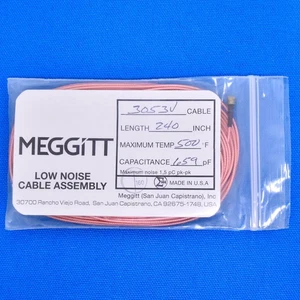 3053V CABLE
LENGTH 240 INCH
MAXIMUM TEMP 500 °F
CAPACITANCE 659 pF
Maximum noise 1.5 pC pk-pk
MADE IN U.S.A
MEGGITT
LOW NOISE
CABLE ASSEMBLY
Meggitt (San Juan Capistrano), Inc.
30700 Rancho Viejo Road, San Juan Capistrano, CA 92675-1748, USA